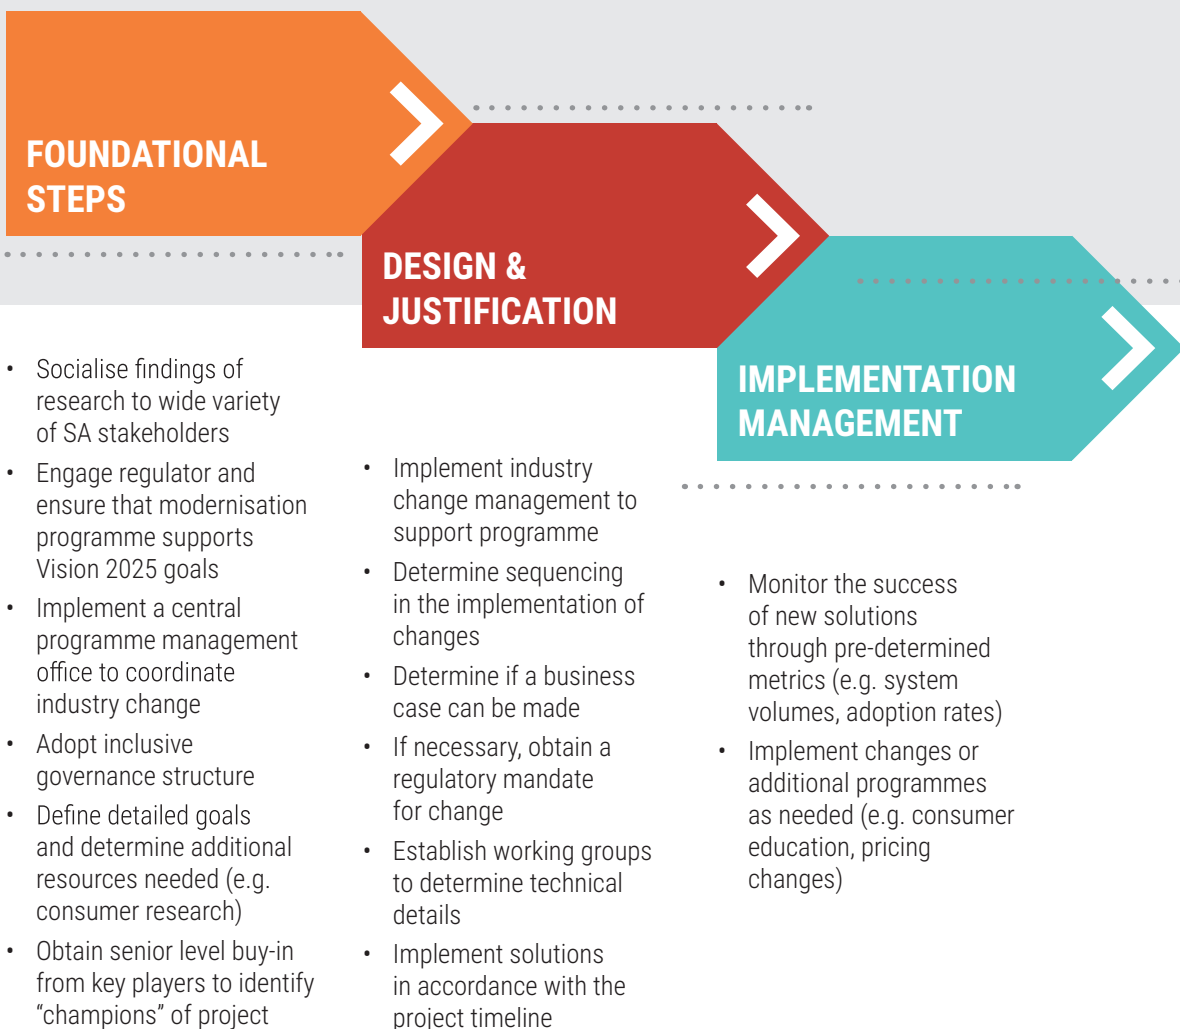 FOUNDATIONAL
STEPS
• Socialise findings of
research to wide variety
of SA stakeholders
• Engage regulator and
ensure that modernisation
programme supports
Vision 2025 goals
• Implement a central
programme management
office to coordinate
industry change
• Adopt inclusive
governance structure
• Define detailed goals
and determine additional
resources needed (e.g.
consumer research)
• Obtain senior level buy-in
from key players to identify
“champions” of project
DESIGN &
JUSTIFICATION
• Implement industry
change management to
support programme
• Determine sequencing
in the implementation of
changes
• Determine if a business
case can be made
• If necessary, obtain a
regulatory mandate
for change
• Establish working groups
to determine technical
details
• Implement solutions
in accordance with the
project timeline
IMPLEMENTATION
MANAGEMENT
• Monitor the success
of new solutions
through pre-determined
metrics (e.g. system
volumes, adoption rates)
• Implement changes or
additional programmes
as needed (e.g. consumer
education, pricing
changes)